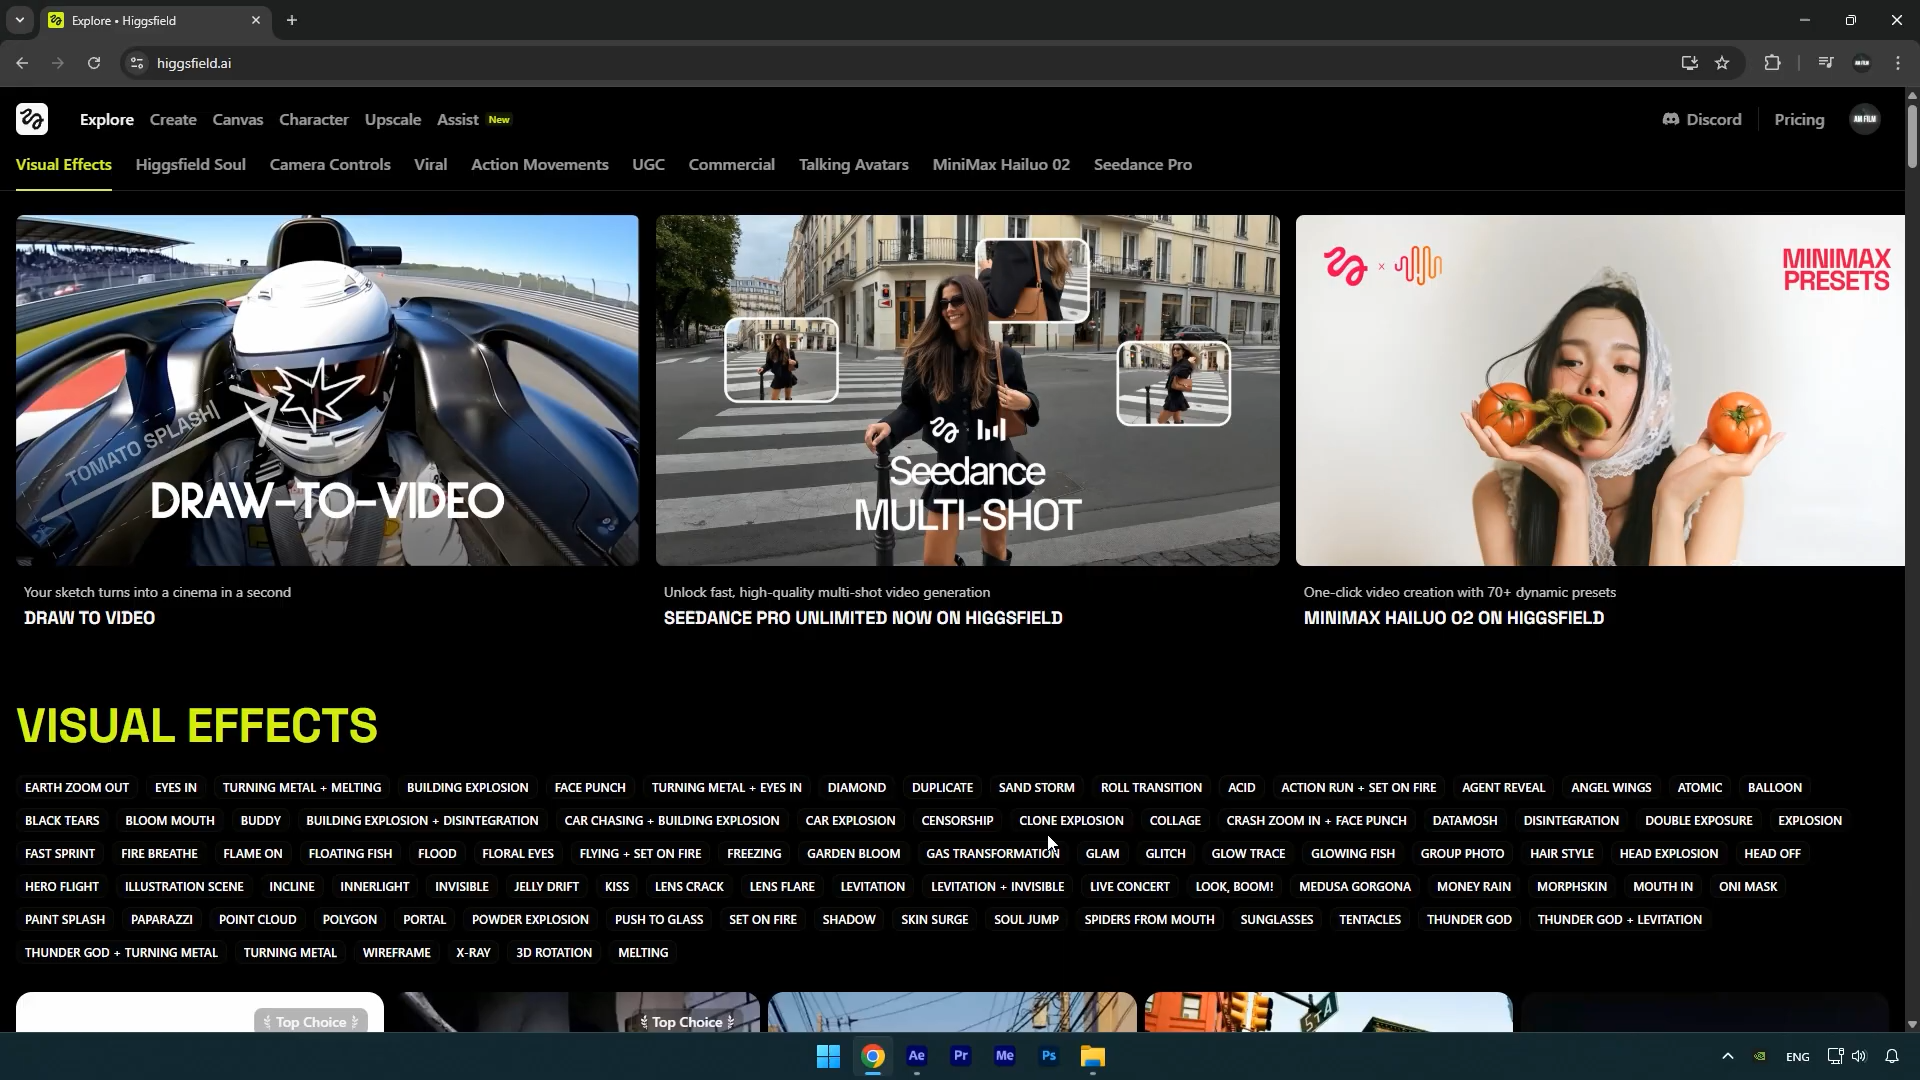 Explore • Higgsfield
higgsfield.ai
AM FILM
Explore Create Canvas Character Upscale Assist New
Discord Pricing AM FILM
Visual Effects Higgsfield Soul Camera Controls Viral Action Movements UGC Commercial Talking Avatars MiniMax Hailuo 02 Seedance Pro
TOMATO SPLASH
DRAW-TO-VIDEO
Seedance
MULTI-SHOT
MINIMAX
PRESETS
Your sketch turns into a cinema in a second
DRAW TO VIDEO
Unlock fast, high-quality multi-shot video generation
SEEDANCE PRO UNLIMITED NOW ON HIGGSFIELD
One-click video creation with 70+ dynamic presets
MINIMAX HAILUO 02 ON HIGGSFIELD
VISUAL EFFECTS
EARTH ZOOM OUT EYES IN TURNING METAL + MELTING BUILDING EXPLOSION FACE PUNCH TURNING METAL + EYES IN DIAMOND DUPLICATE SAND STORM ROLL TRANSITION ACID ACTION RUN + SET ON FIRE AGENT REVEAL ANGEL WINGS ATOMIC BALLOON
BLACK TEARS BLOOM MOUTH BUDDY BUILDING EXPLOSION + DISINTEGRATION CAR CHASING + BUILDING EXPLOSION CAR EXPLOSION CENSORSHIP CLONE EXPLOSION COLLAGE CRASH ZOOM IN + FACE PUNCH DATAMOSH DISINTEGRATION DOUBLE EXPOSURE EXPLOSION
FAST SPRINT FIRE BREATHE FLAME ON FLOATING FISH FLOOD FLORAL EYES FLYING + SET ON FIRE FREEZING GARDEN BLOOM GAS TRANSFORMATION GLAM GLITCH GLOW TRACE GLOWING FISH GROUP PHOTO HAIR STYLE HEAD EXPLOSION HEAD OFF
HERO FLIGHT ILLUSTRATION SCENE INCLINE INNERLIGHT INVISIBLE JELLY DRIFT KISS LENS CRACK LENS FLARE LEVITATION LEVITATION + INVISIBLE LIVE CONCERT LOOK, BOOM! MEDUSA GORGONA MONEY RAIN MORPHSKIN MOUTH IN ONI MASK
PAINT SPLASH PAPARAZZI POINT CLOUD POLYGON PORTAL POWDER EXPLOSION PUSH TO GLASS SET ON FIRE SHADOW SKIN SURGE SOUL JUMP SPIDERS FROM MOUTH SUNGLASSES TENTACLES THUNDER GOD THUNDER GOD + LEVITATION
THUNDER GOD + TURNING METAL TURNING METAL WIREFRAME X-RAY 3D ROTATION MELTING
Top Choice Top Choice
5TA
Ae Pr Me Ps
ENG